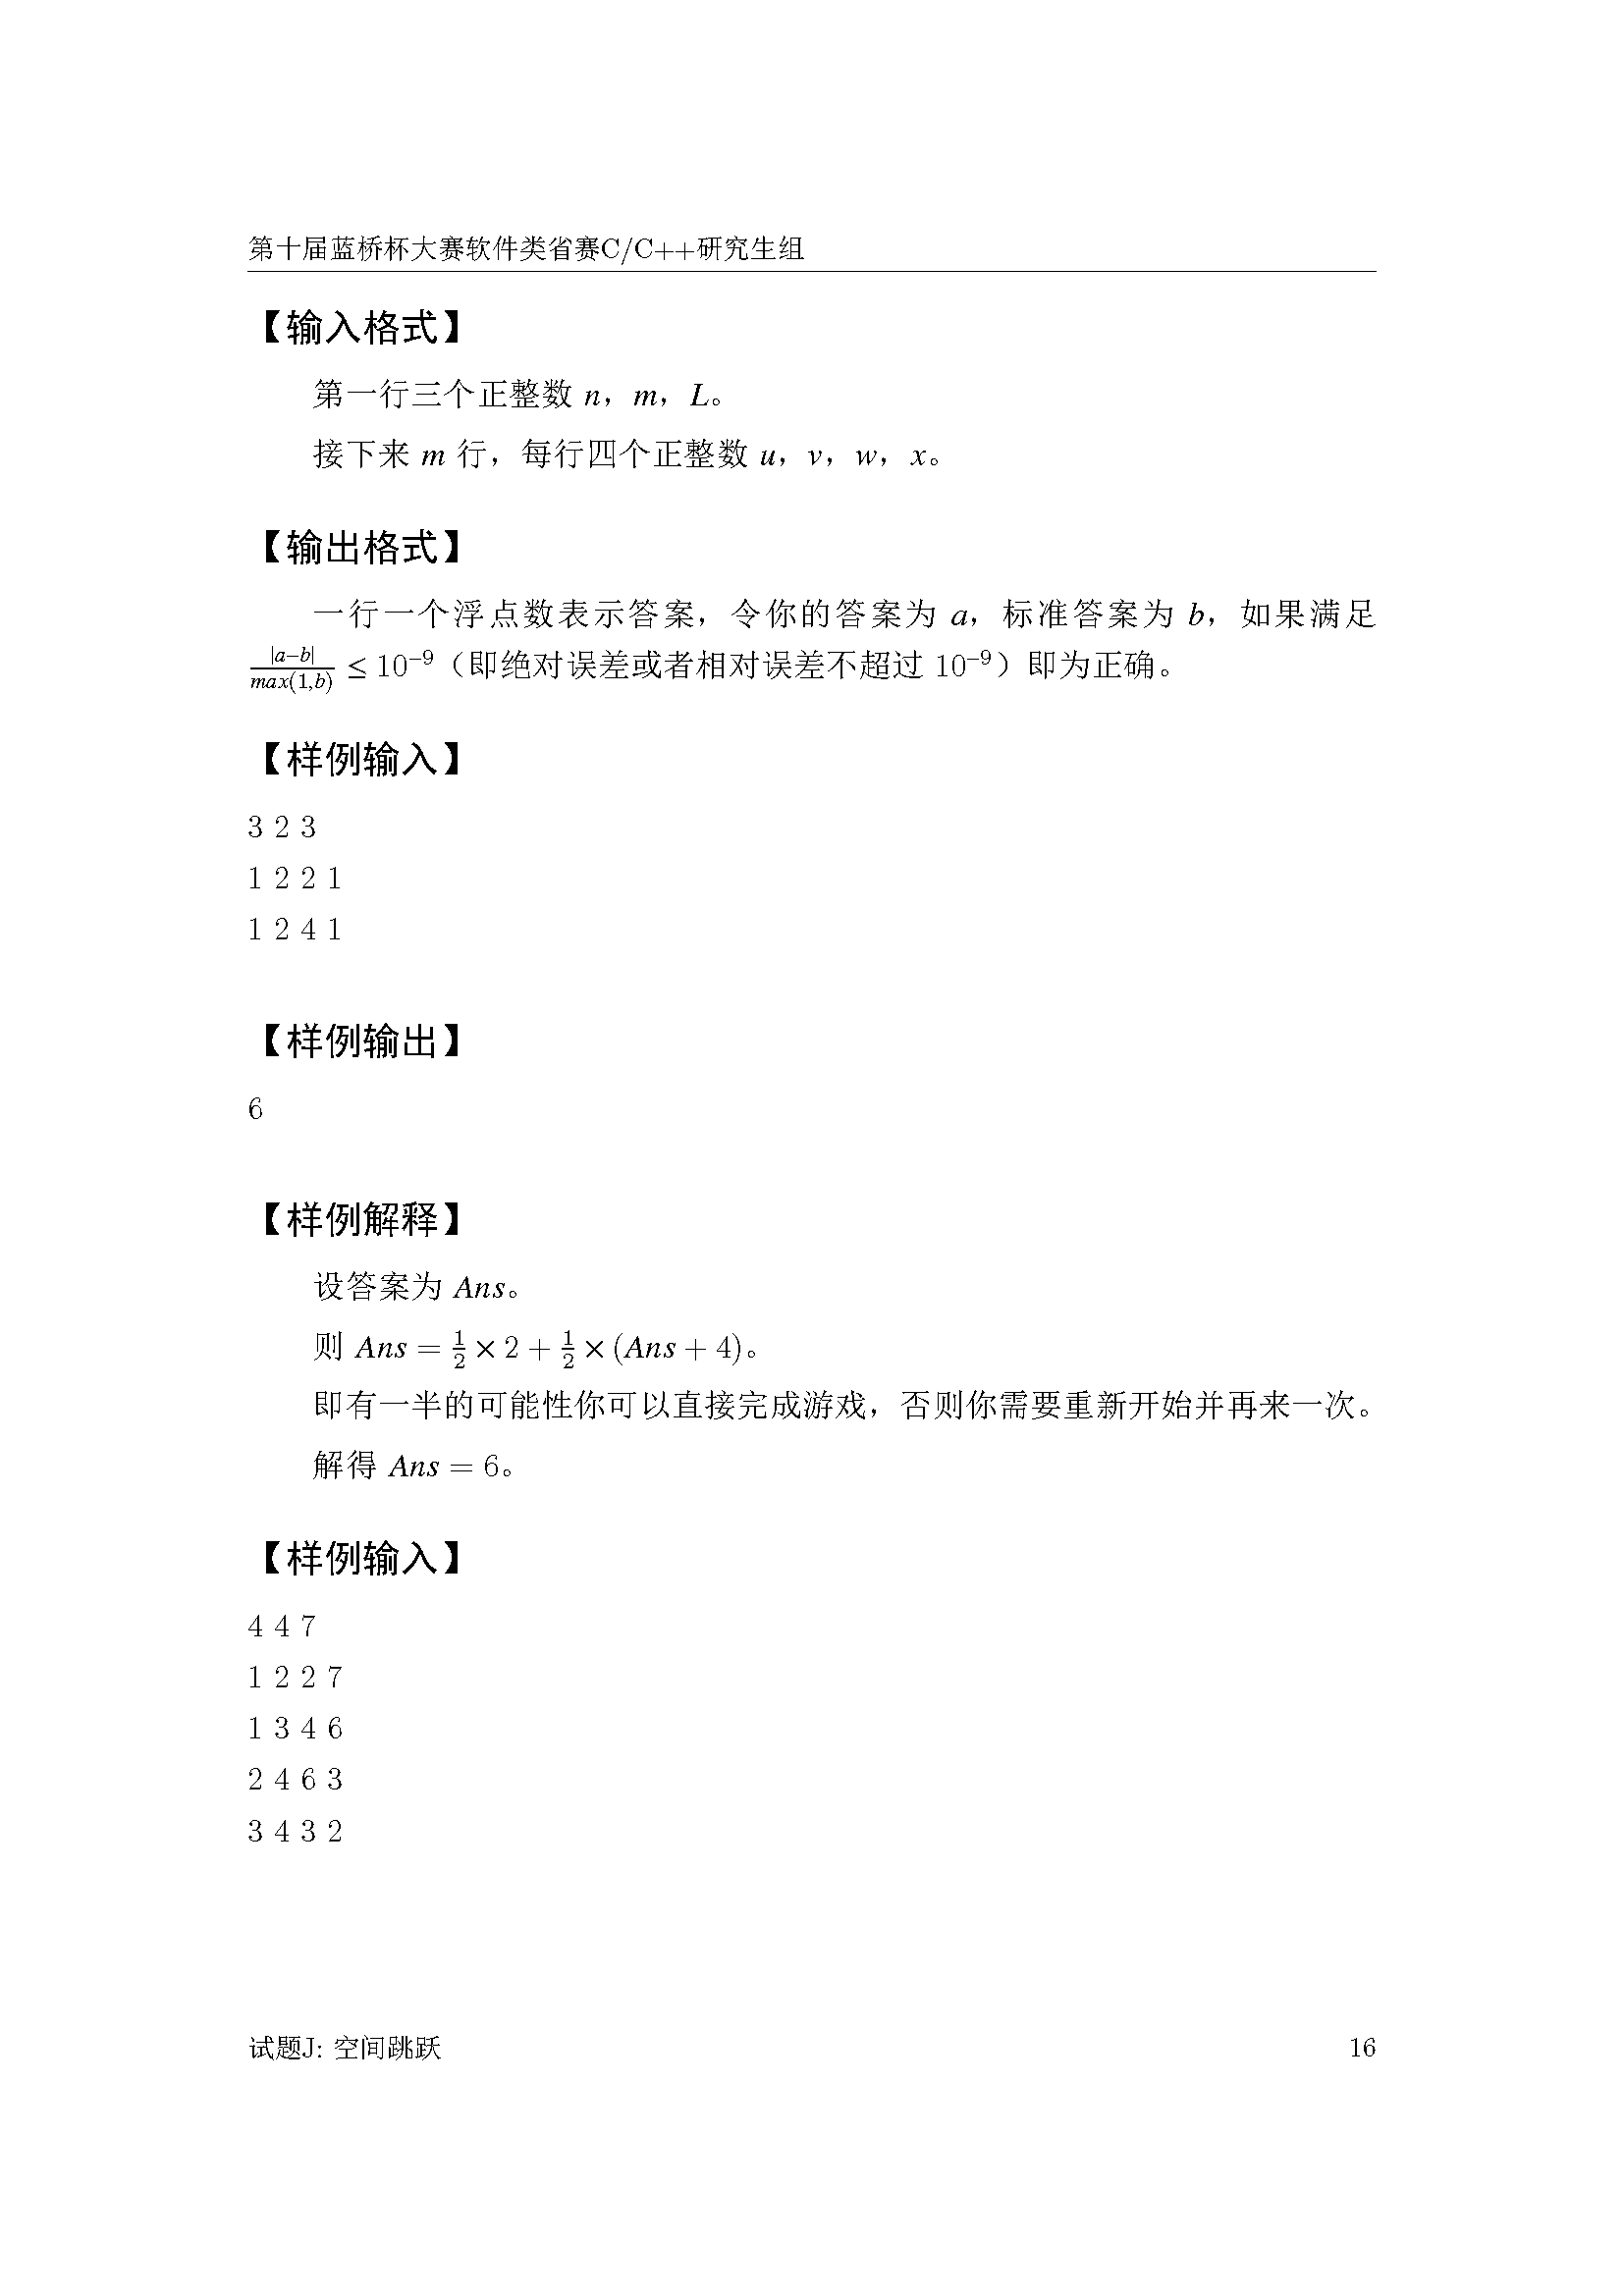 第十届蓝桥杯大赛软件类省赛C/C++研究生组
【输入格式】
第一行三个正整数 n，m，L。
接下来 m 行，每行四个正整数 u，v，w，x。
【输出格式】
一行一个浮点数表示答案，令你的答案为 a，标准答案为 b，如果满足
|a−b|/max(1,b) ≤ 10⁻⁹（即绝对误差或者相对误差不超过 10⁻⁹）即为正确。
【样例输入】
3 2 3
1 2 2 1
1 2 4 1
【样例输出】
6
【样例解释】
设答案为 Ans。
则 Ans = 1/2 × 2 + 1/2 × (Ans + 4)。
即有一半的可能性你可以直接完成游戏，否则你需要重新开始并再来一次。
解得 Ans = 6。
【样例输入】
4 4 7
1 2 2 7
1 3 4 6
2 4 6 3
3 4 3 2
试题J: 空间跳跃 16